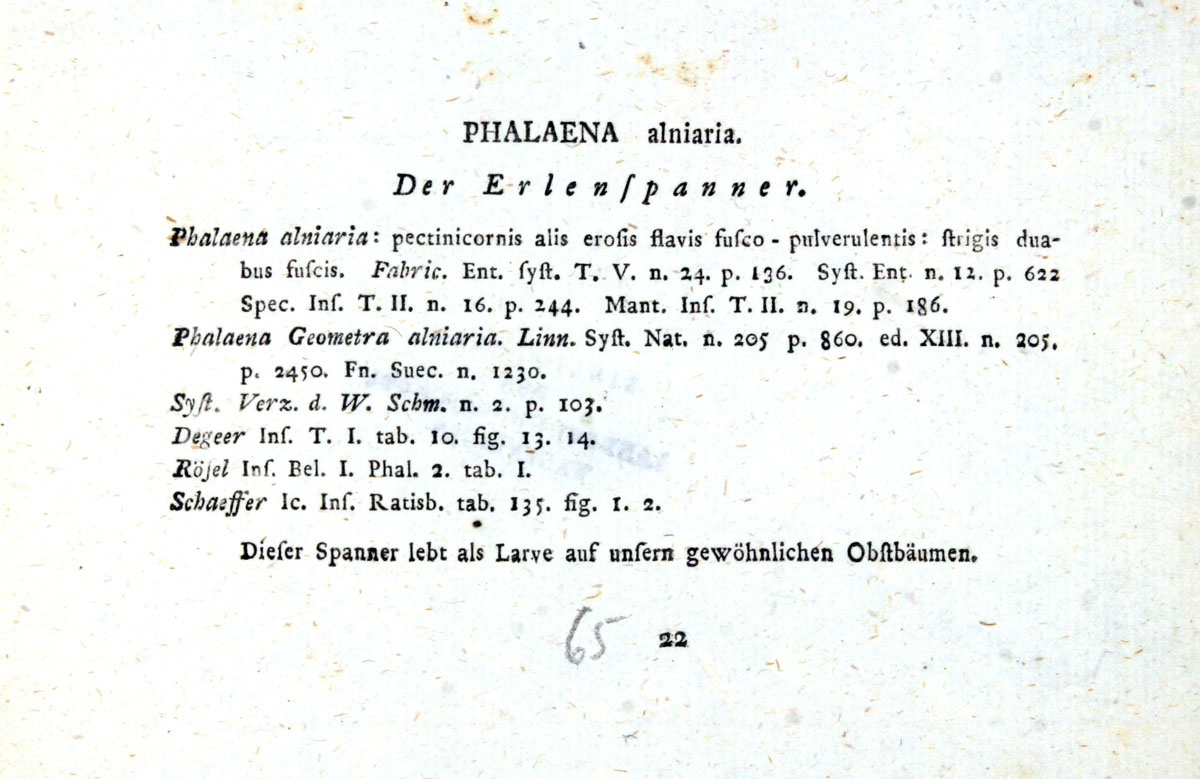 PHALAENA alniaria.
Der Erlenſpanner.
Phalaena alniaria: pectinicornis alis eroſis flavis fuſco - pulverulentis: ſtrigis dua-
bus fuſcis. Fabric. Ent. ſyſt. T. V. n. 24. p. 136. Syſt. Ent. n. 12. p. 622
Spec. Inſ. T. II. n. 16. p. 244. Mant. Inſ. T. II. n. 19. p. 186.
Phalaena Geometra alniaria. Linn. Syſt. Nat. n. 205 p. 860. ed. XIII. n. 205.
p. 2450. Fn. Suec. n. 1230.
Syſt. Verz. d. W. Schm. n. 2. p. 103.
Degeer Inſ. T. I. tab. 10. fig. 13. 14.
Röſel Inſ. Bel. I. Phal. 2. tab. I.
Schaeffer Ic. Inſ. Ratisb. tab. 135. fig. 1. 2.
Dieſer Spanner lebt als Larve auf unſern gewöhnlichen Obſtbäumen.
65 22